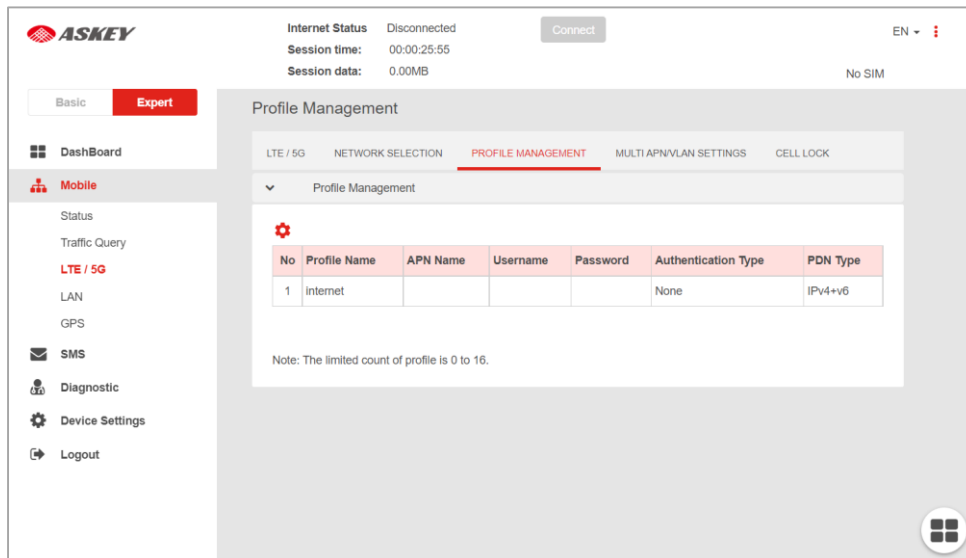 ASKEY
Internet Status Disconnected
Connect
EN
Session time: 00:00:25:55
Session data: 0.00MB
No SIM
Basic Expert
Profile Management
DashBoard
LTE / 5G NETWORK SELECTION PROFILE MANAGEMENT MULTI APN/VLAN SETTINGS CELL LOCK
Mobile
Profile Management
Status
Traffic Query
LTE / 5G
LAN
GPS
SMS
Diagnostic
Device Settings
Logout
No Profile Name APN Name Username Password Authentication Type PDN Type
1 internet None IPv4+v6
Note: The limited count of profile is 0 to 16.